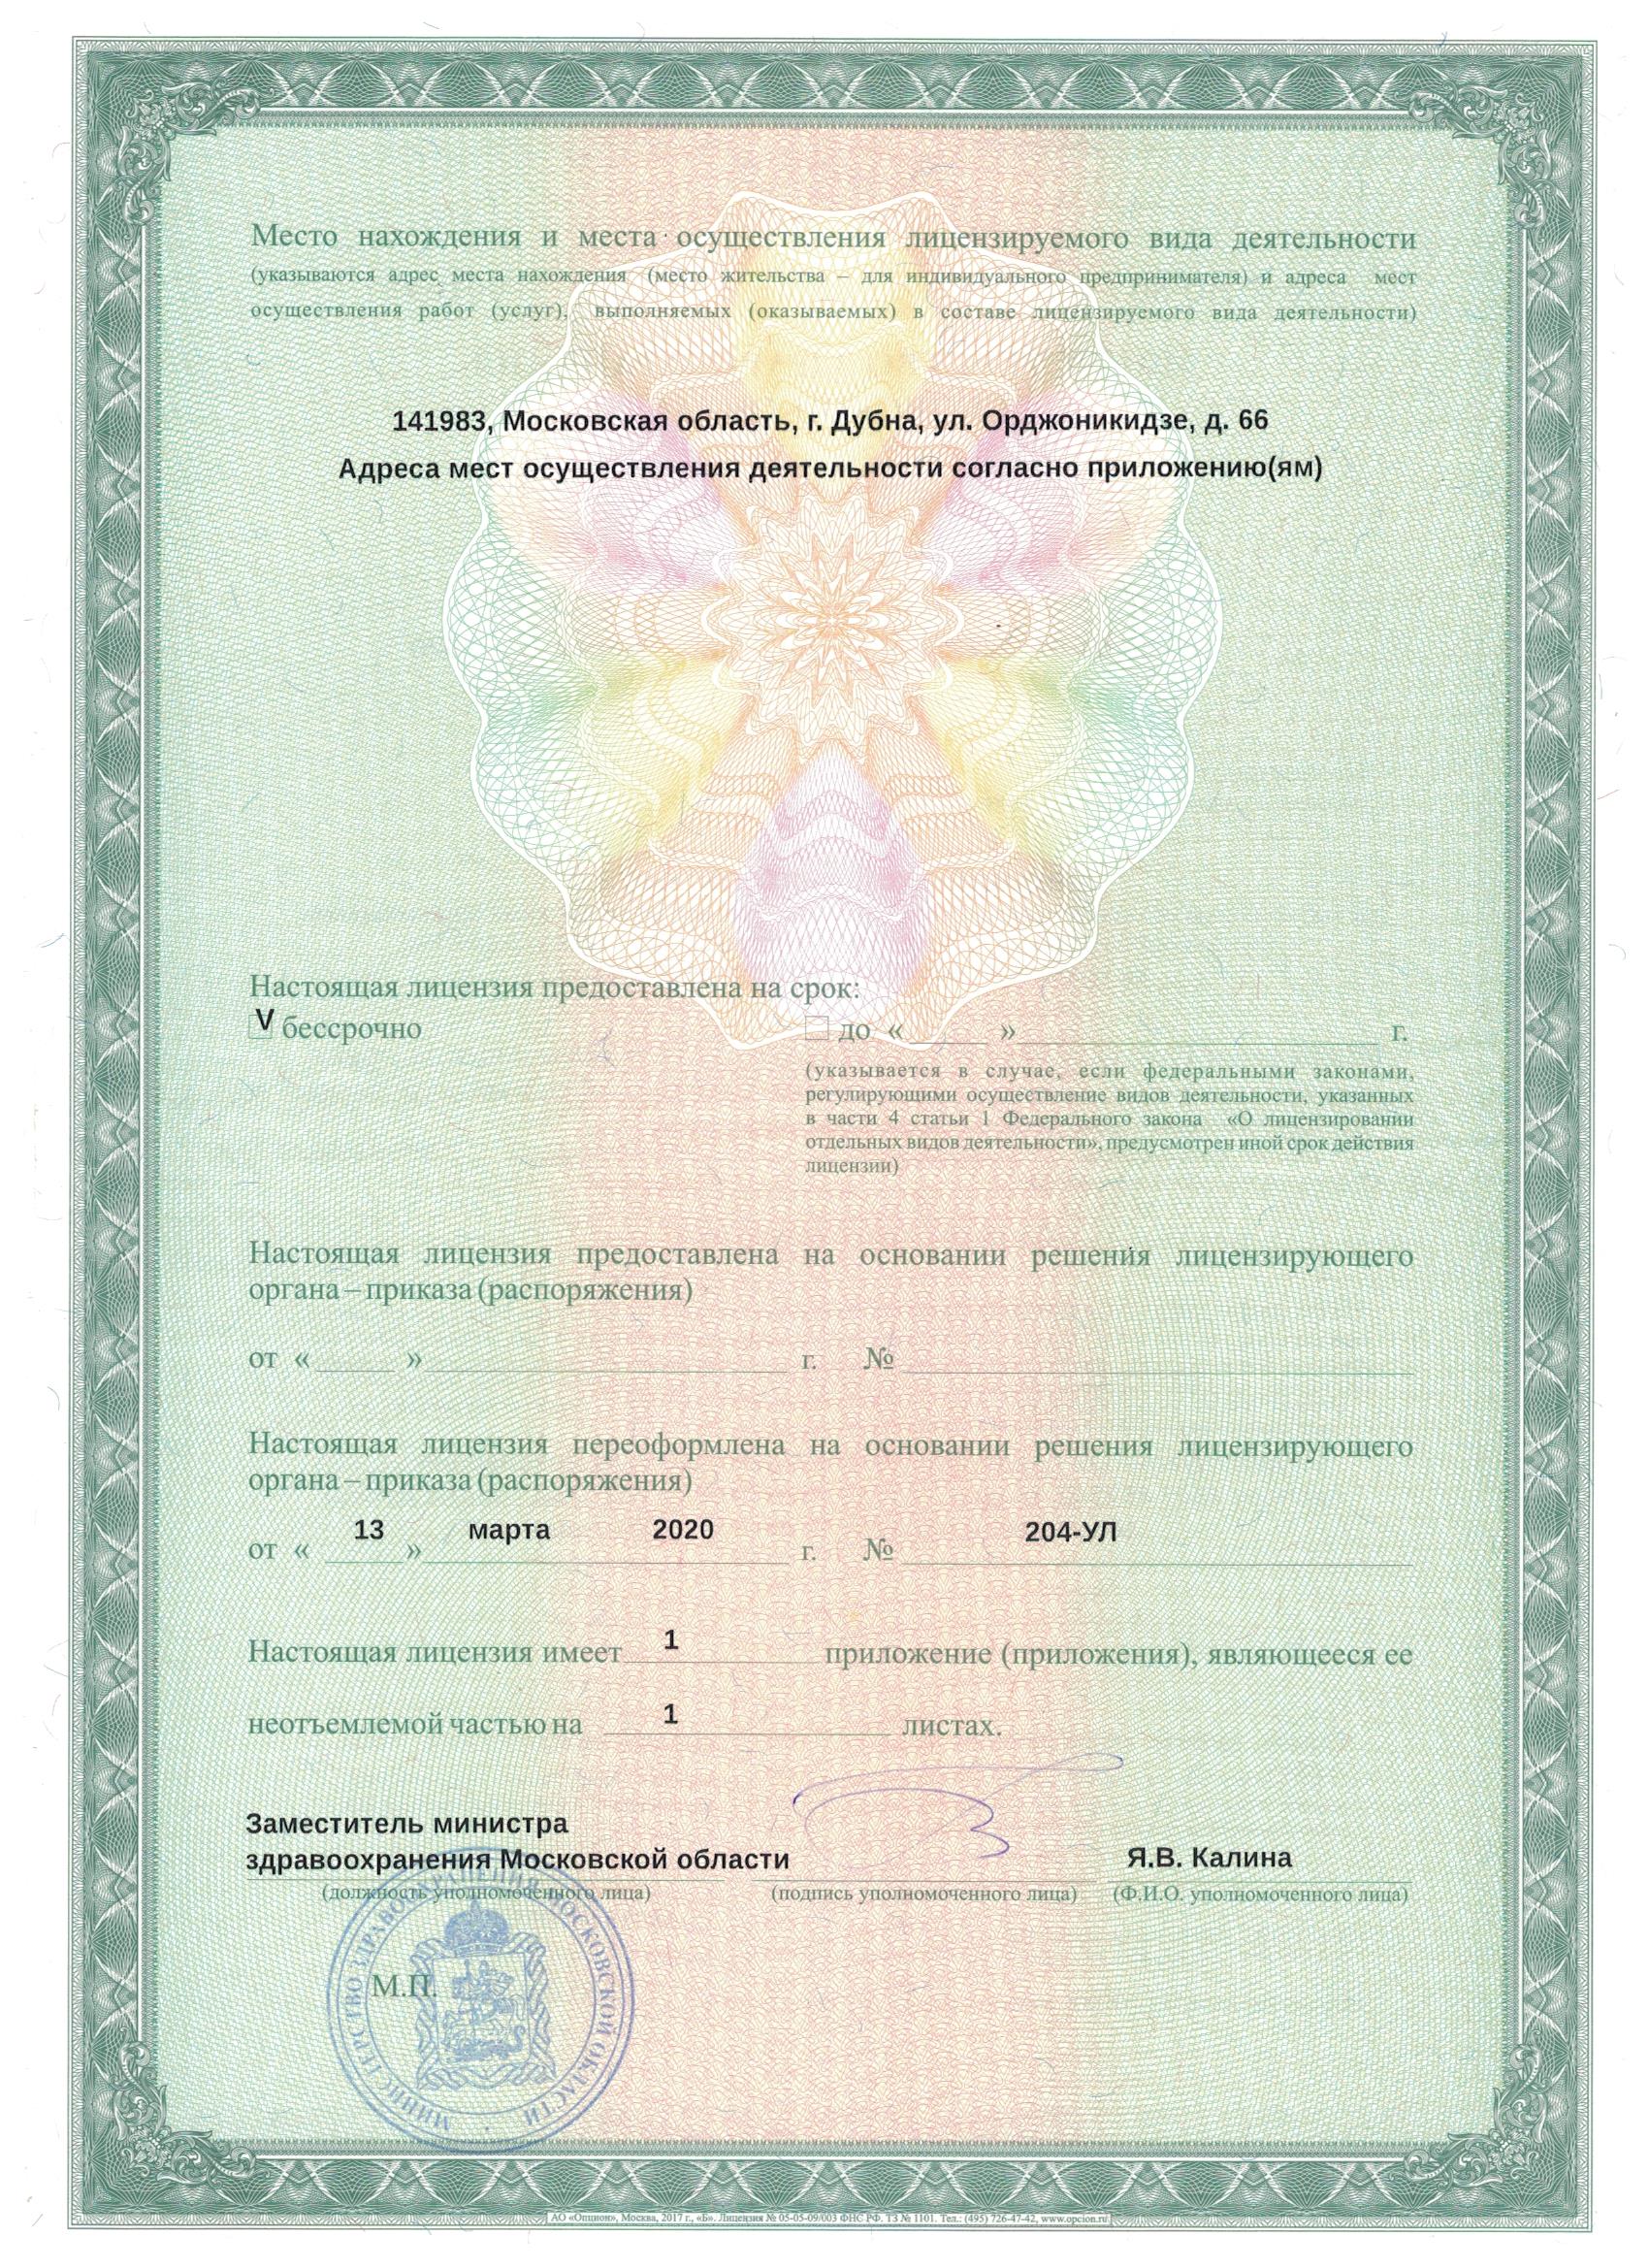 Место нахождения и места осуществления лицензируемого вида деятельности
(указываются адрес места нахождения (место жительства – для индивидуального предпринимателя) и адреса мест
осуществления работ (услуг), выполняемых (оказываемых) в составе лицензируемого вида деятельности)
141983, Московская область, г. Дубна, ул. Орджоникидзе, д. 66
Адреса мест осуществления деятельности согласно приложению(ям)
Настоящая лицензия предоставлена на срок:
V бессрочно □ до « ____ » ____________ г.
(указывается в случае, если федеральными законами,
регулирующими осуществление видов деятельности, указанных
в части 4 статьи 1 Федерального закона «О лицензировании
отдельных видов деятельности», предусмотрен иной срок действия
лицензии)
Настоящая лицензия предоставлена на основании решения лицензирующего
органа – приказа (распоряжения)
от « ____ » ____________ г. № ____________
Настоящая лицензия переоформлена на основании решения лицензирующего
органа – приказа (распоряжения)
от « 13 » марта 2020 г. № 204-УЛ
Настоящая лицензия имеет 1 приложение (приложения), являющееся ее
неотъемлемой частью на 1 листах.
Заместитель министра
здравоохранения Московской области Я.В. Калина
(должность уполномоченного лица) (подпись уполномоченного лица) (Ф.И.О. уполномоченного лица)
М.П.
МИНИСТЕРСТВО ЗДРАВООХРАНЕНИЯ МОСКОВСКОЙ ОБЛАСТИ
АО «Опцион», Москва, 2017 г., «Б». Лицензия № 05-05-09/003 ФНС РФ. ТЗ № 1101. Тел.: (495) 726-47-42, www.opcion.ru